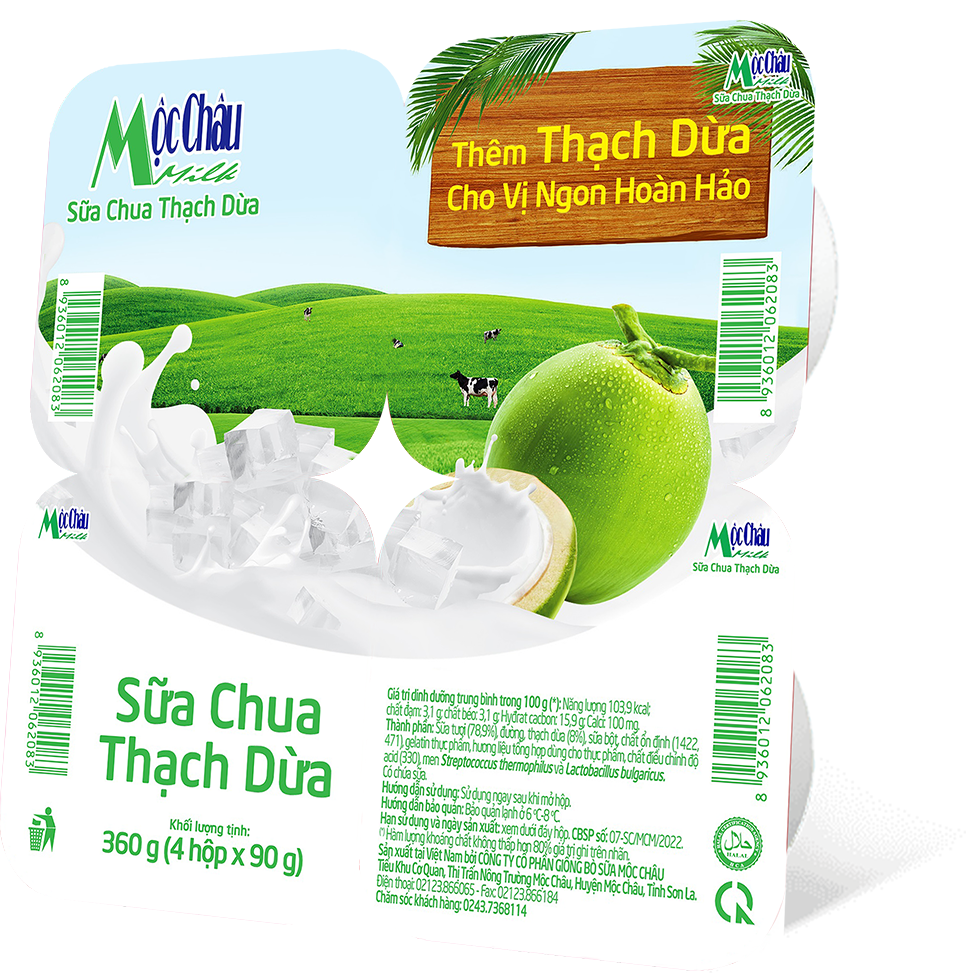 Mộc Châu
Milk
Sữa Chua Thạch Dừa
Mộc Châu
Milk
Sữa Chua Thạch Dừa
Thêm Thạch Dừa
Cho Vị Ngon Hoàn Hảo
8 936012 062083
8 936012 062083
Mộc Châu
Milk
Mộc Châu
Milk
Sữa Chua Thạch Dừa
8 936012 062083
8 936012 062083
Sữa Chua
Thạch Dừa
Khối lượng tịnh:
360 g (4 hộp x 90 g)
Giá trị dinh dưỡng trung bình trong 100 g (*): Năng lượng 103,9 kcal;
chất đạm: 3,1 g; chất béo: 3,1 g; Hyđrat cacbon: 15,9 g; Calci: 100 mg.
Thành phần: Sữa tươi (78,9%), đường, thạch dừa (8%), sữa bột, chất ổn định (1422,
471), gelatin thực phẩm, hương liệu tổng hợp dùng cho thực phẩm, chất điều chỉnh độ
acid (330), men Streptococcus thermophilus và Lactobacillus bulgaricus.
Có chứa sữa.
Hướng dẫn sử dụng: Sử dụng ngay sau khi mở hộp.
Hướng dẫn bảo quản: Bảo quản lạnh ở 6 ºC-8 ºC.
Hạn sử dụng và ngày sản xuất: xem dưới đáy hộp. CBSP số: 07-SC/MCM/2022.
(*) Hàm lượng khoáng chất không thấp hơn 80% giá trị ghi trên nhãn.
Sản xuất tại Việt Nam bởi CÔNG TY CỔ PHẦN GIỐNG BÒ SỮA MỘC CHÂU
Tiểu Khu Cơ Quan, Thị Trấn Nông Trường Mộc Châu, Huyện Mộc Châu, Tỉnh Sơn La.
Điện thoại: 02123.866065 - Fax: 02123.866184
Chăm sóc khách hàng: 0243.7368114
حلال
HALAL